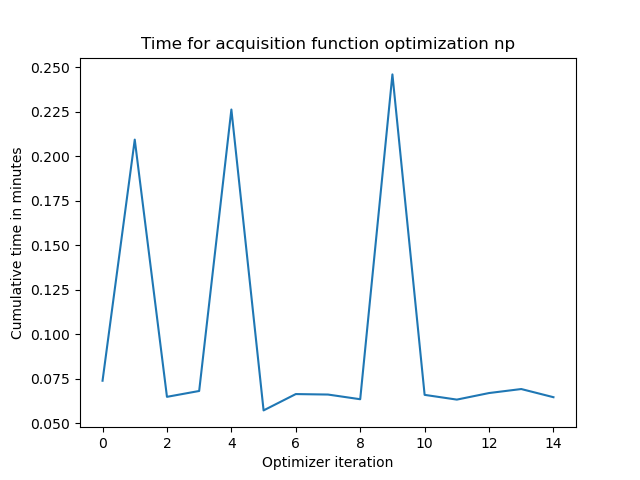 Time for acquisition function optimization np
Cumulative time in minutes
0.250
0.225
0.200
0.175
0.150
0.125
0.100
0.075
0.050
0 2 4 6 8 10 12 14
Optimizer iteration